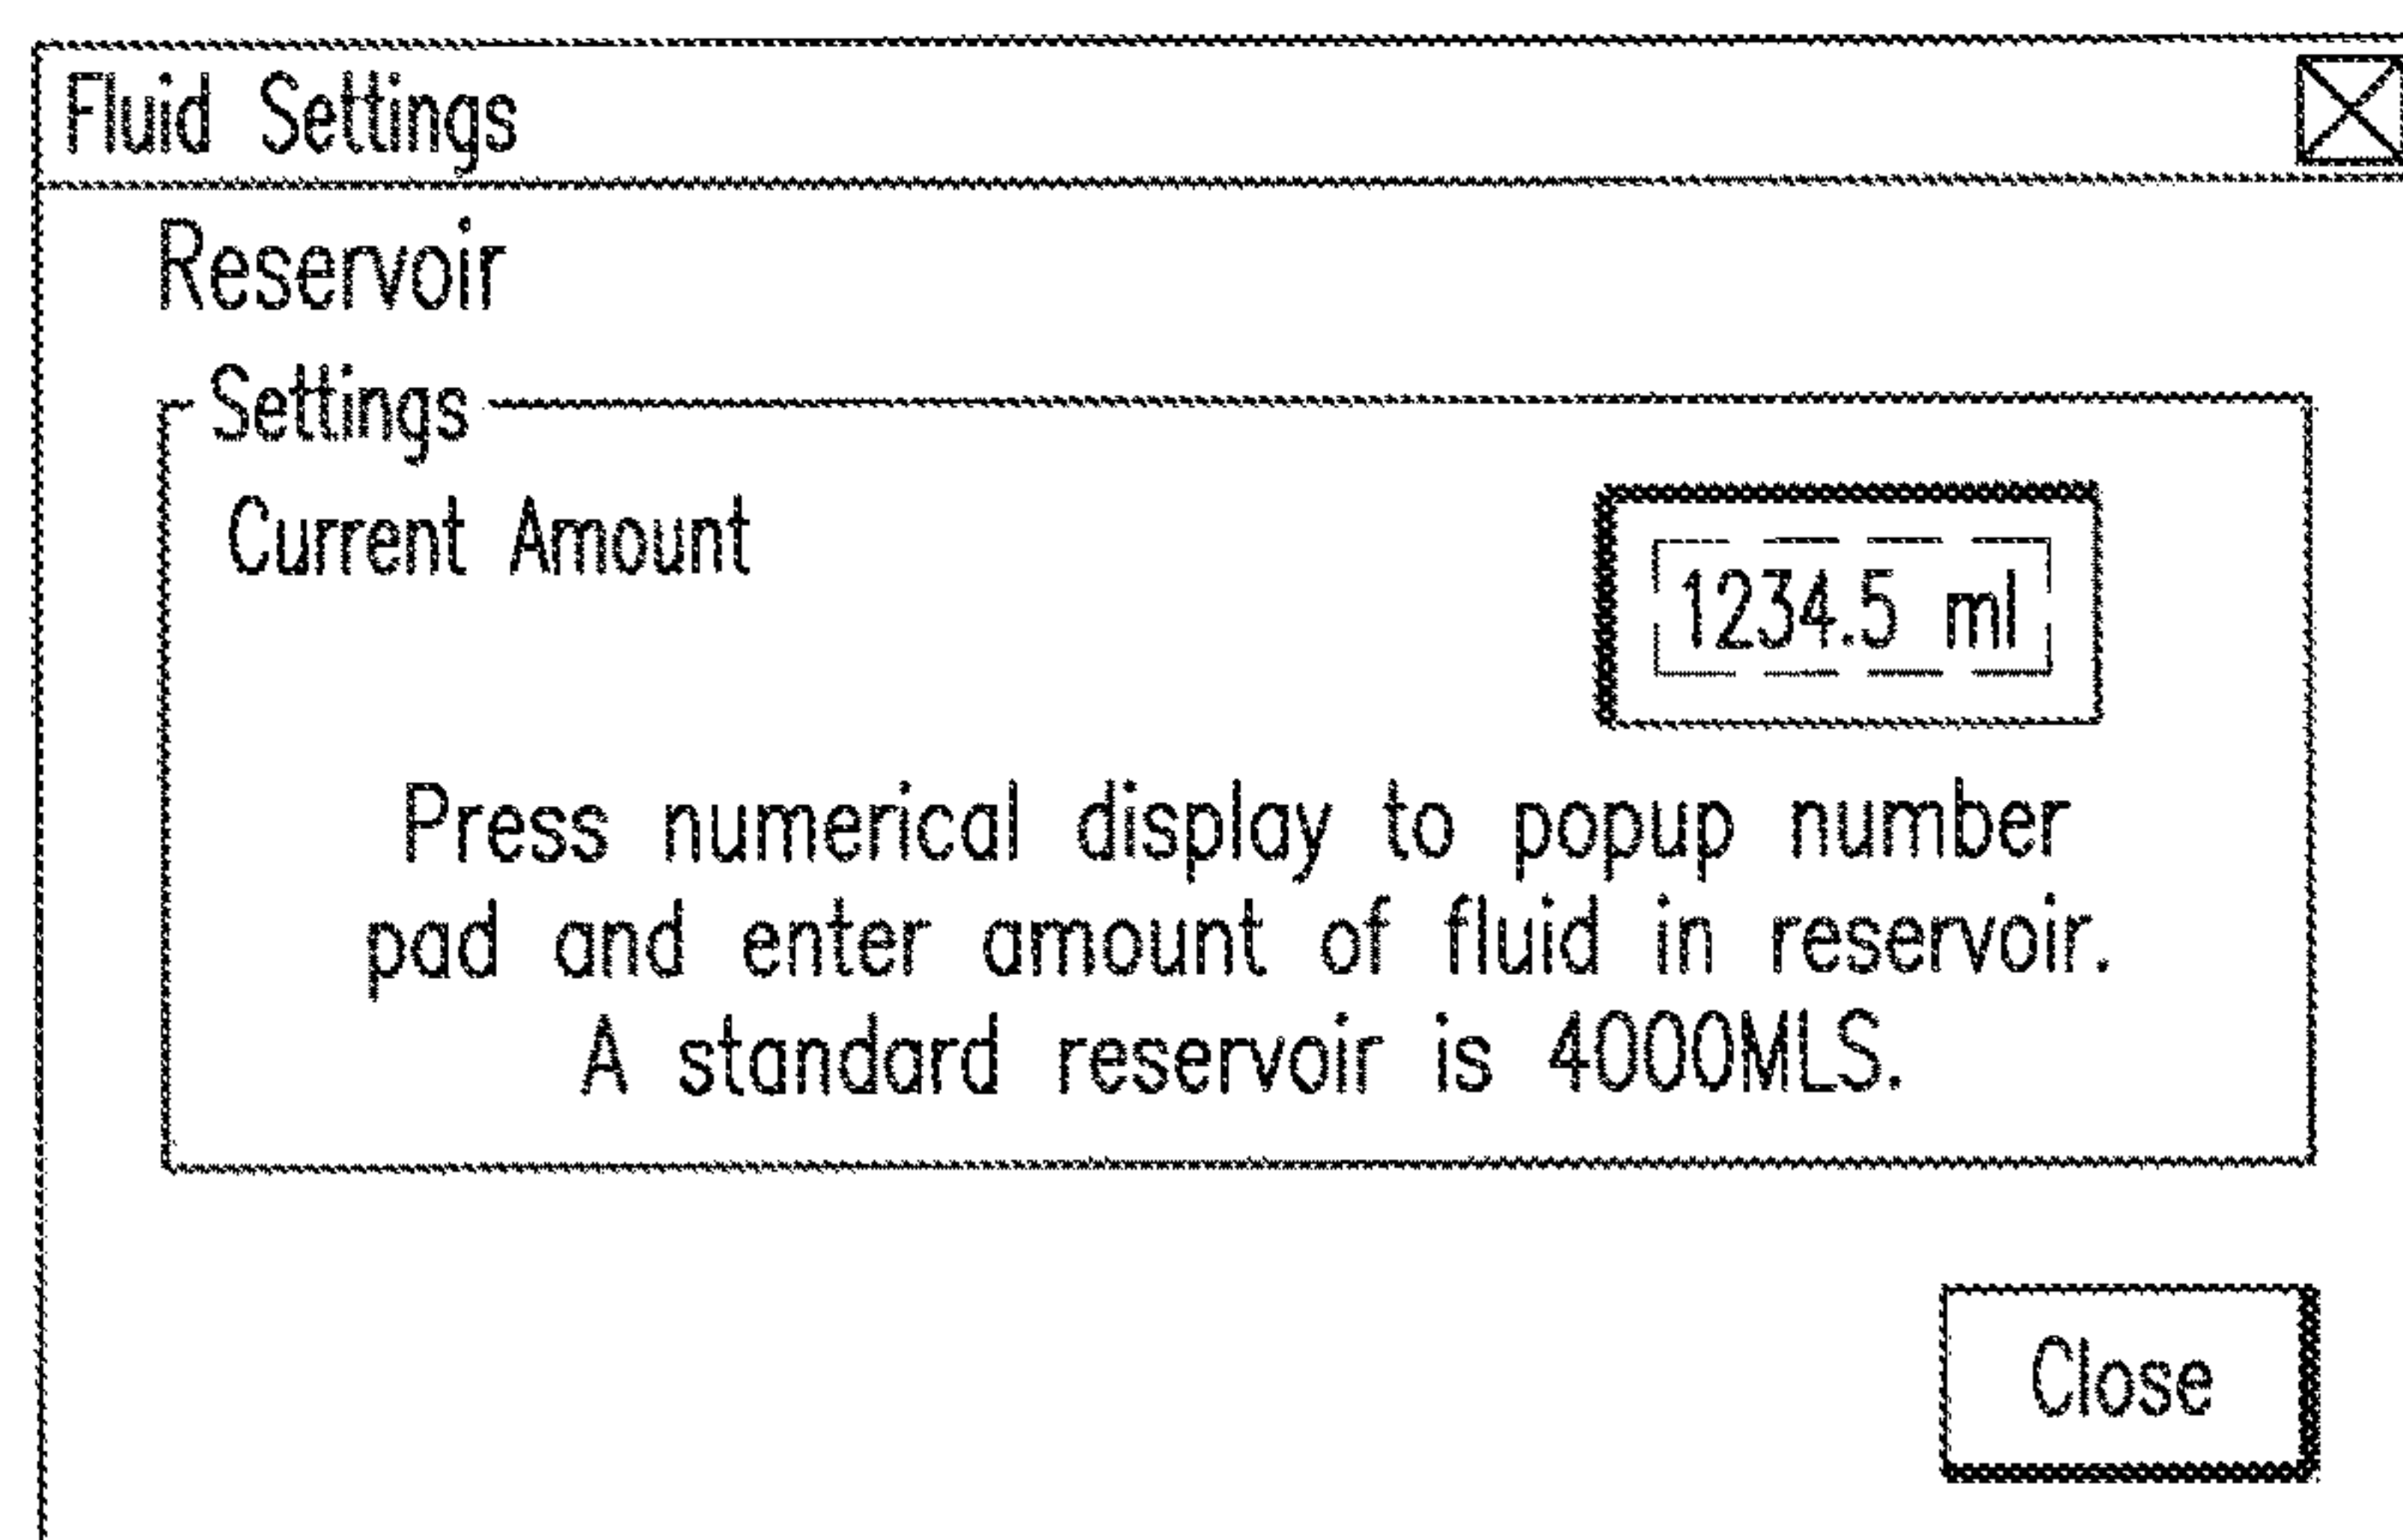 Fluid Settings
Reservoir
Settings
Current Amount
1234.5 ml
Press numerical display to popup number
pad and enter amount of fluid in reservoir.
A standard reservoir is 4000MLS.
Close